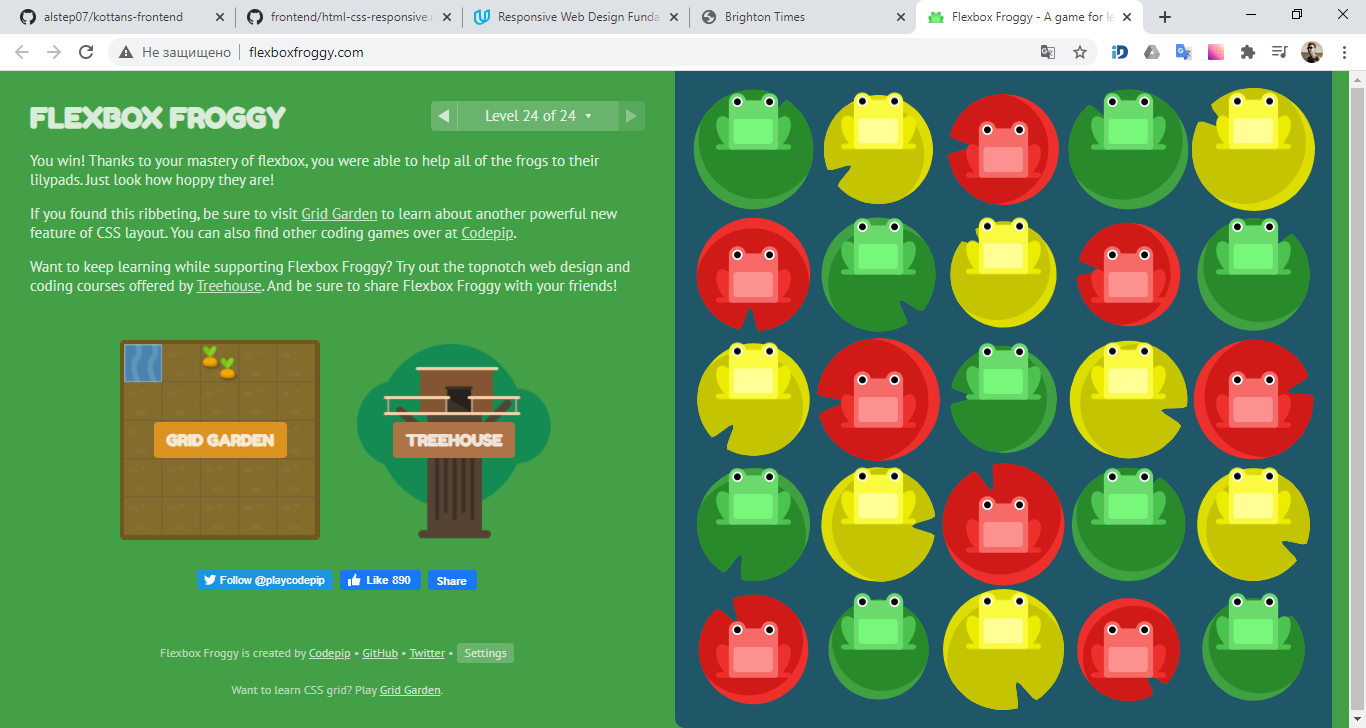 alstep07/kottans-frontend
frontend/html-css-responsive.r
Responsive Web Design Funda
Brighton Times
Flexbox Froggy - A game for le
Не защищено
flexboxfroggy.com
FLEXBOX FROGGY
Level 24 of 24
You win! Thanks to your mastery of flexbox, you were able to help all of the frogs to their
lilypads. Just look how hoppy they are!
If you found this ribbeting, be sure to visit Grid Garden to learn about another powerful new
feature of CSS layout. You can also find other coding games over at Codepip.
Want to keep learning while supporting Flexbox Froggy? Try out the topnotch web design and
coding courses offered by Treehouse. And be sure to share Flexbox Froggy with your friends!
GRID GARDEN
TREEHOUSE
Follow @playcodepip
Like 890
Share
Flexbox Froggy is created by Codepip • GitHub • Twitter • Settings
Want to learn CSS grid? Play Grid Garden.